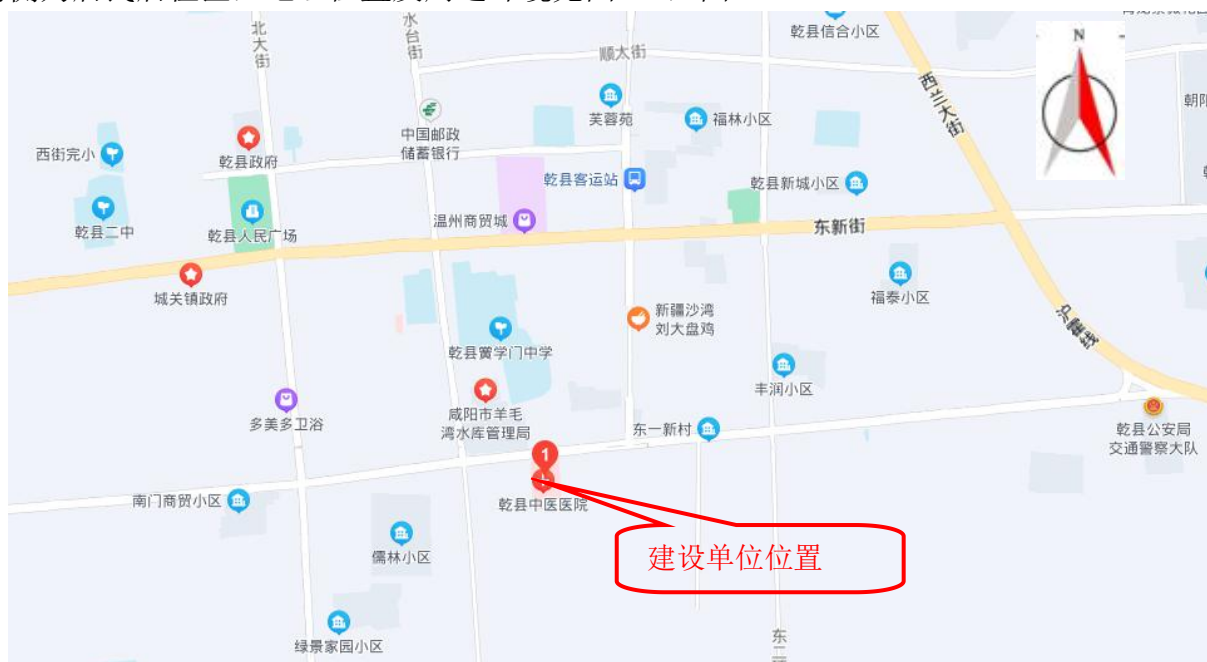 水台街
北大街
顺太街
乾县信合小区
N
西兰大街
芙蓉苑
福林小区
中国邮政
储蓄银行
朝阳
西街完小
乾县政府
乾县客运站
乾县新城小区
乾县二中
乾县人民广场
温州商贸城
东新街
城关镇政府
福泰小区
新疆沙湾
刘大盘鸡
沪霍线
乾县黉学门中学
丰润小区
多美多卫浴
咸阳市羊毛
湾水库管理局
东一新村
乾县公安局
交通警察大队
1
南门商贸小区
乾县中医医院
建设单位位置
儒林小区
绿景家园小区
东二